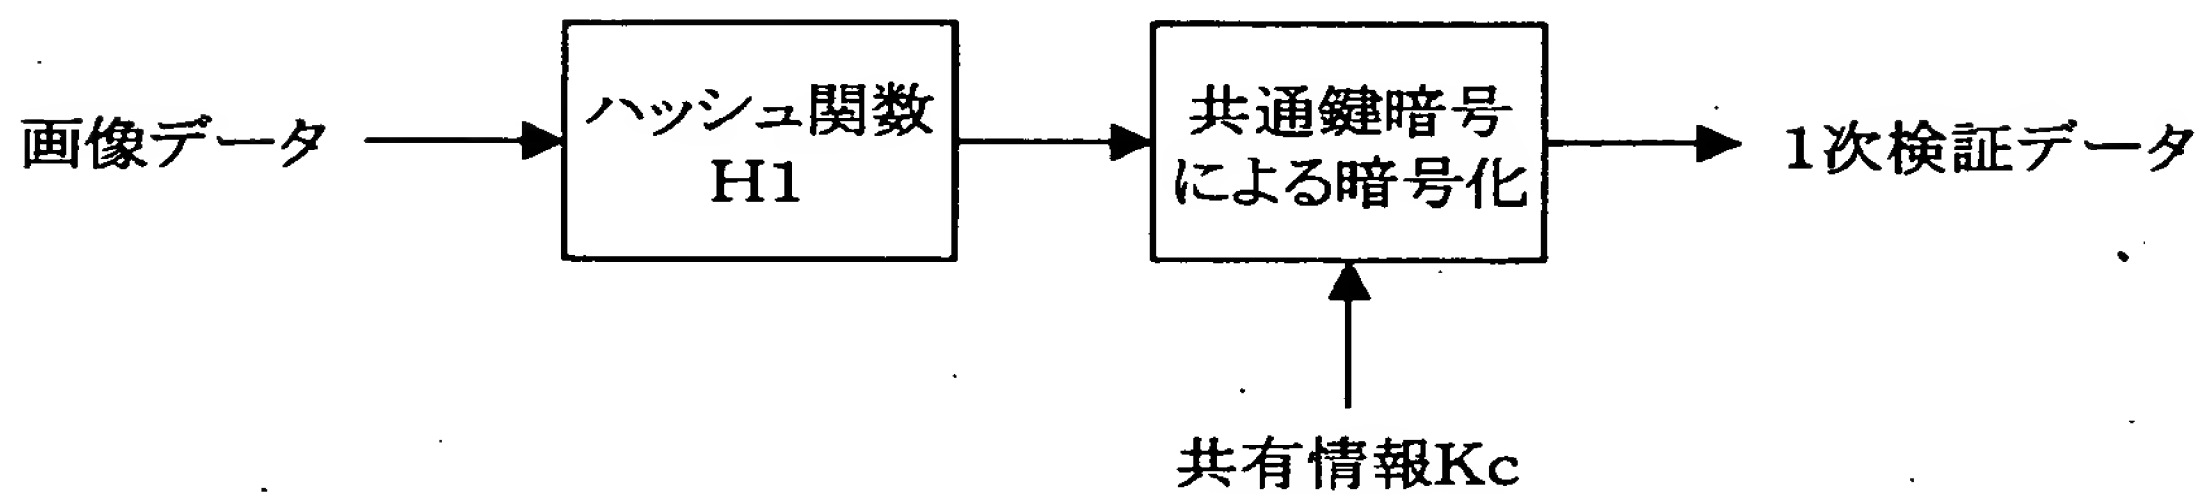 画像データ
ハッシュ関数
H1
共通鍵暗号
による暗号化
1次検証データ
共有情報Kc